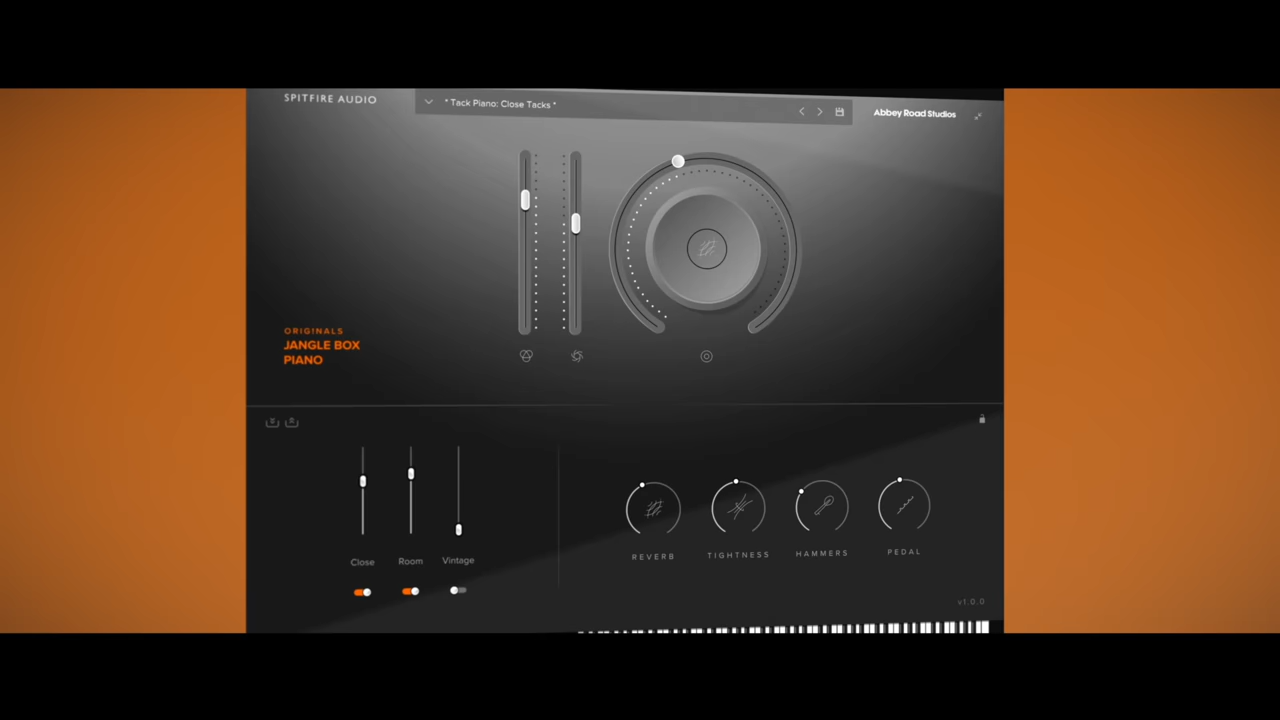 SPITFIRE AUDIO
* Tack Piano: Close Tacks *
Abbey Road Studios
ORIGINALS
JANGLE BOX
PIANO
Close
Room
Vintage
REVERB
TIGHTNESS
HAMMERS
PEDAL
v1.0.0